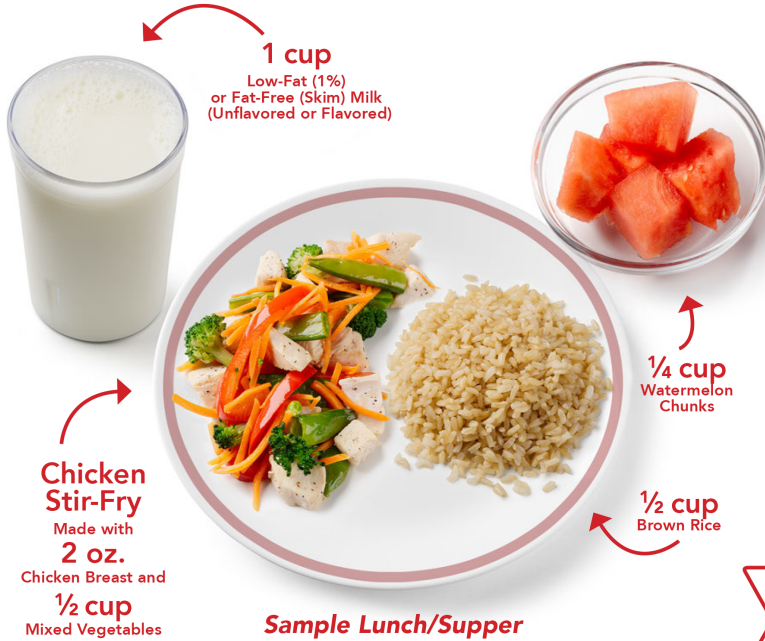 1 cup
Low-Fat (1%)
or Fat-Free (Skim) Milk
(Unflavored or Flavored)
¼ cup
Watermelon
Chunks
Chicken
Stir-Fry
Made with
2 oz.
Chicken Breast and
½ cup
Mixed Vegetables
½ cup
Brown Rice
Sample Lunch/Supper